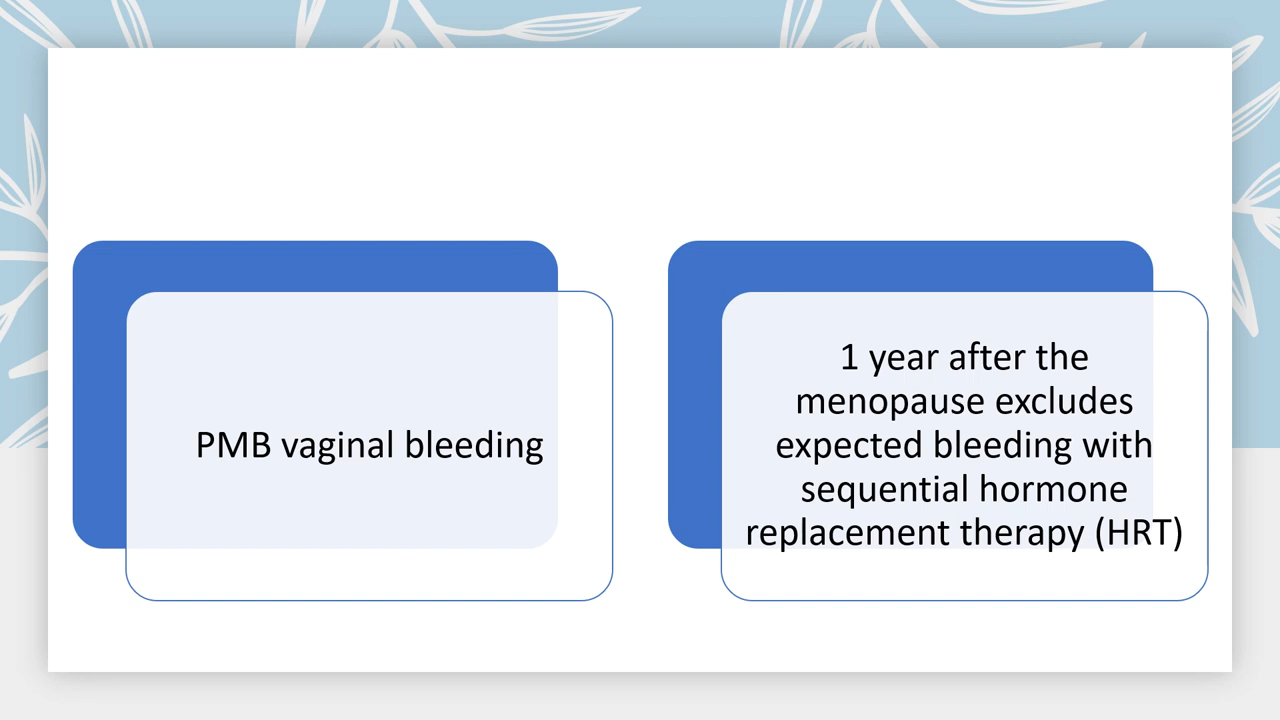 PMB vaginal bleeding
1 year after the
menopause excludes
expected bleeding with
sequential hormone
replacement therapy (HRT)